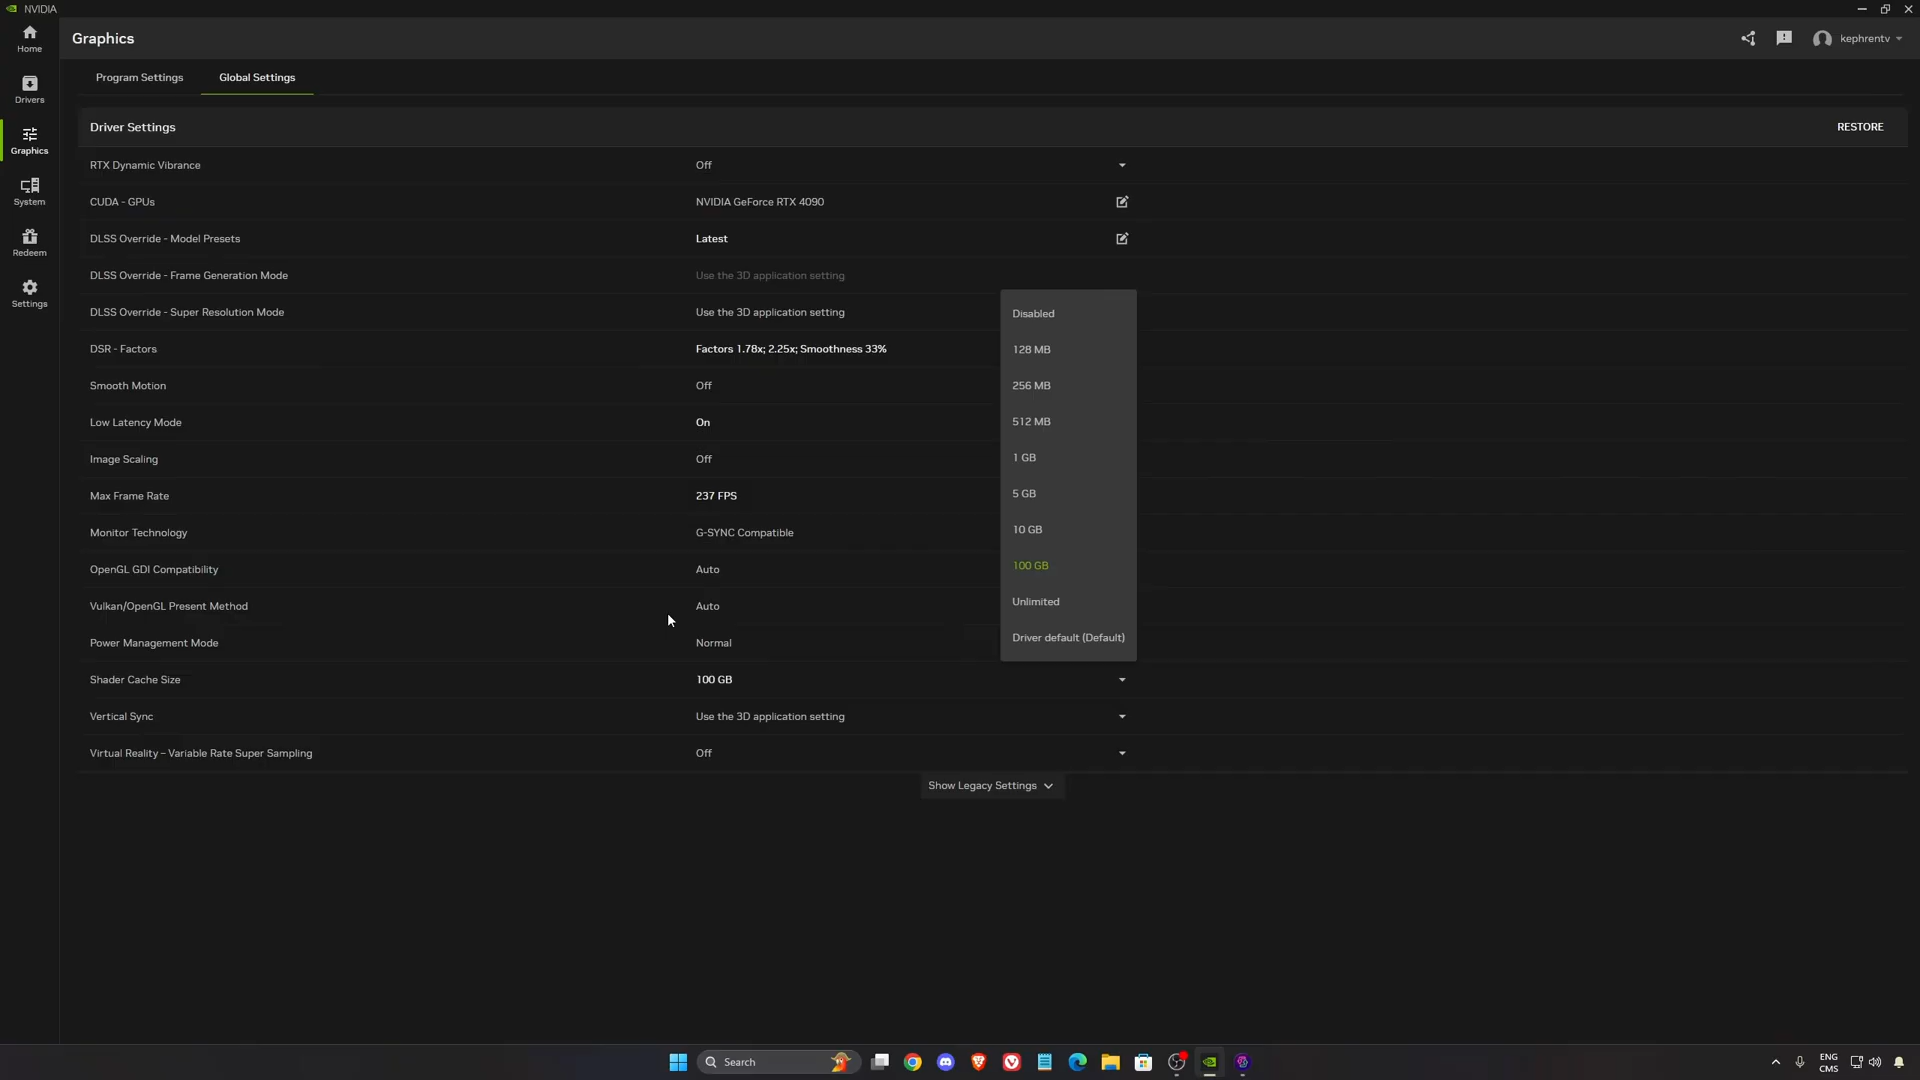 NVIDIA
Home
Drivers
Graphics
System
Redeem
Settings
Graphics
kephrentv
Program Settings
Global Settings
Driver Settings
RESTORE
RTX Dynamic Vibrance Off
CUDA - GPUs NVIDIA GeForce RTX 4090
DLSS Override - Model Presets Latest
DLSS Override - Frame Generation Mode Use the 3D application setting
DLSS Override - Super Resolution Mode Use the 3D application setting
DSR - Factors Factors 1.78x; 2.25x; Smoothness 33%
Smooth Motion Off
Low Latency Mode On
Image Scaling Off
Max Frame Rate 237 FPS
Monitor Technology G-SYNC Compatible
OpenGL GDI Compatibility Auto
Vulkan/OpenGL Present Method Auto
Power Management Mode Normal
Shader Cache Size 100 GB
Vertical Sync Use the 3D application setting
Virtual Reality – Variable Rate Super Sampling Off
Disabled
128 MB
256 MB
512 MB
1 GB
5 GB
10 GB
100 GB
Unlimited
Driver default (Default)
Show Legacy Settings
Search
ENG
CMS